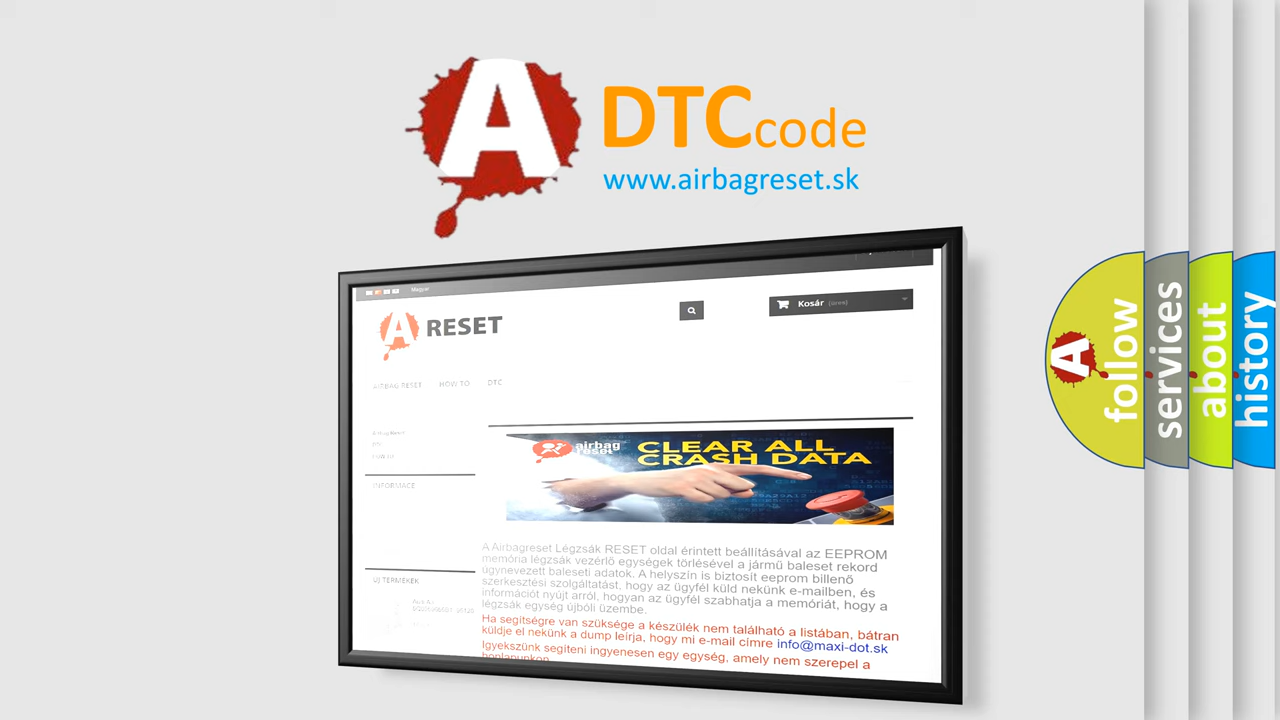 A
DTCcode
www.airbagreset.sk
Magyar
A RESET
Kosár (üres)
AIRBAG RESET HOW TO DTC
INFORMACE
airbag
reset
CLEAR ALL
CRASH DATA
A Airbagreset Légzsák RESET oldal érintett beállításával az EEPROM
memória légzsák vezérlő egységek törlésével a jármű baleset rekord
úgynevezett baleseti adatok. A helyszín is biztosít eeprom billenő
szerkesztési szolgáltatást, hogy az ügyfél küld nekünk e-mailben, és
információt nyújt arról, hogyan az ügyfél szabhatja a memóriát, hogy a
légzsák egység újbóli üzembe.
Ha segítségre van szüksége a készülék nem található a listában, bátran
küldje el nekünk a dump leírja, hogy mi e-mail címre info@maxi-dot.sk
Igyekszünk segíteni ingyenesen egy egység, amely nem szerepel a
honlapunkon
ÚJ TERMÉKEK
A
follow
services
about
history